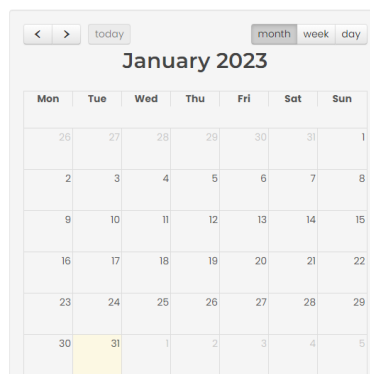 today month week day
January 2023
Mon Tue Wed Thu Fri Sat Sun
26 27 28 29 30 31 1
2 3 4 5 6 7 8
9 10 11 12 13 14 15
16 17 18 19 20 21 22
23 24 25 26 27 28 29
30 31 1 2 3 4 5